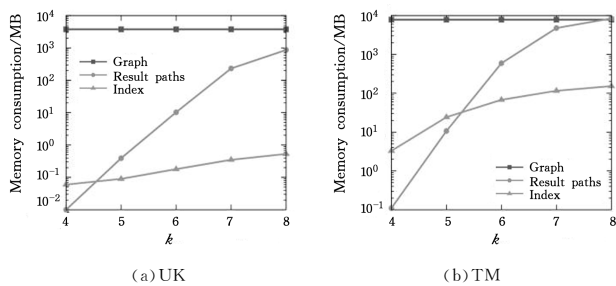 Memory consumption/MB
10^4
10^3
10^2
10^1
10^0
10^-1
10^-2
Graph
Result paths
Index
4 5 6 7 8
k
(a)UK
Memory consumption/MB
10^4
10^3
10^2
10^1
10^0
10^-1
Graph
Result paths
Index
4 5 6 7 8
k
(b)TM